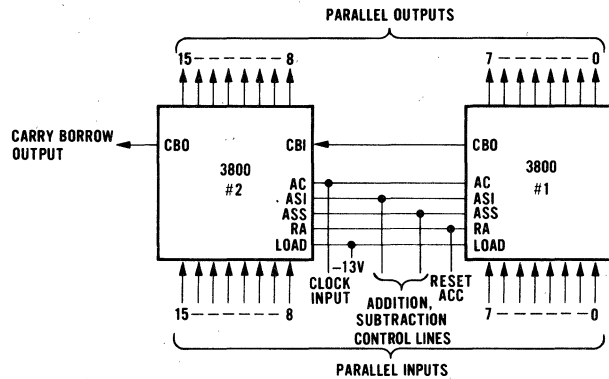 PARALLEL OUTPUTS
15 – – – – – – – 8
7 – – – – – – – 0
CARRY BORROW
OUTPUT
CBO
CBI
CBO
3800
#2
3800
#1
AC
AC
ASI
ASI
ASS
ASS
RA
RA
LOAD
LOAD
–13V
CLOCK
INPUT
RESET
ACC
15 – – – – – – – 8
ADDITION,
SUBTRACTION
CONTROL LINES
7 – – – – – – – 0
PARALLEL INPUTS